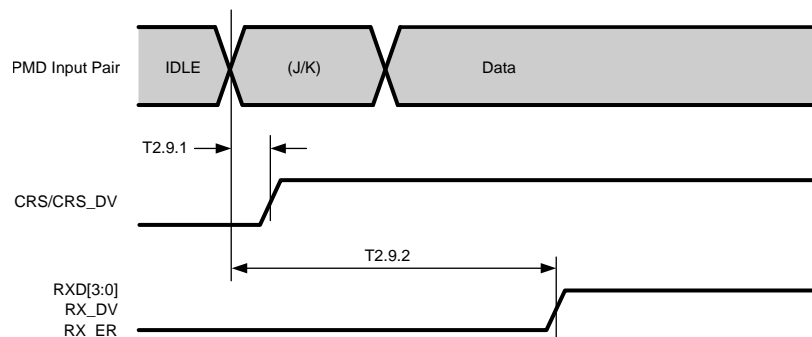 PMD Input Pair
IDLE
(J/K)
Data
T2.9.1
CRS/CRS_DV
T2.9.2
RXD[3:0]
RX_DV
RX_ER